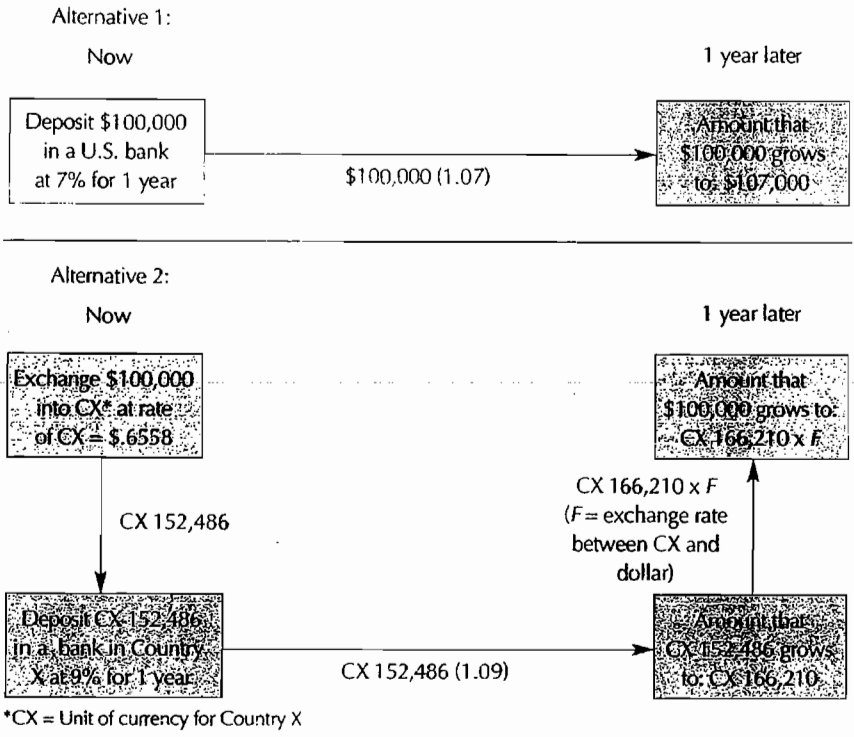 Alternative 1:
Now
1 year later
Deposit $100,000
in a U.S. bank
at 7% for 1 year
$100,000 (1.07)
Amount that
$100,000 grows
to: $107,000
Alternative 2:
Now
1 year later
Exchange $100,000
into CX* at rate
of CX = $.6558
Amount that
$100,000 grows to:
CX 166,210 x F
CX 152,486
CX 166,210 x F
(F = exchange rate
between CX and
dollar)
Deposit CX 152,486
in a bank in Country
X at 9% for 1 year
CX 152,486 (1.09)
Amount that
CX 152,486 grows
to: CX 166,210
*CX = Unit of currency for Country X